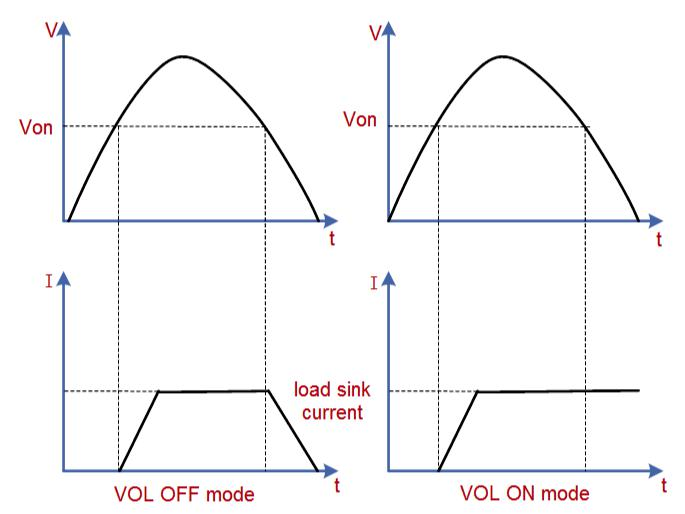 V
V
Von
Von
t
t
I
I
load sink
current
t
t
VOL OFF mode
VOL ON mode